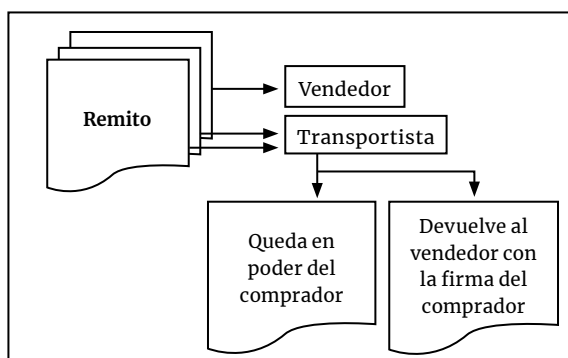 Remito
Vendedor
Transportista
Queda en
poder del
comprador
Devuelve al
vendedor con
la firma del
comprador